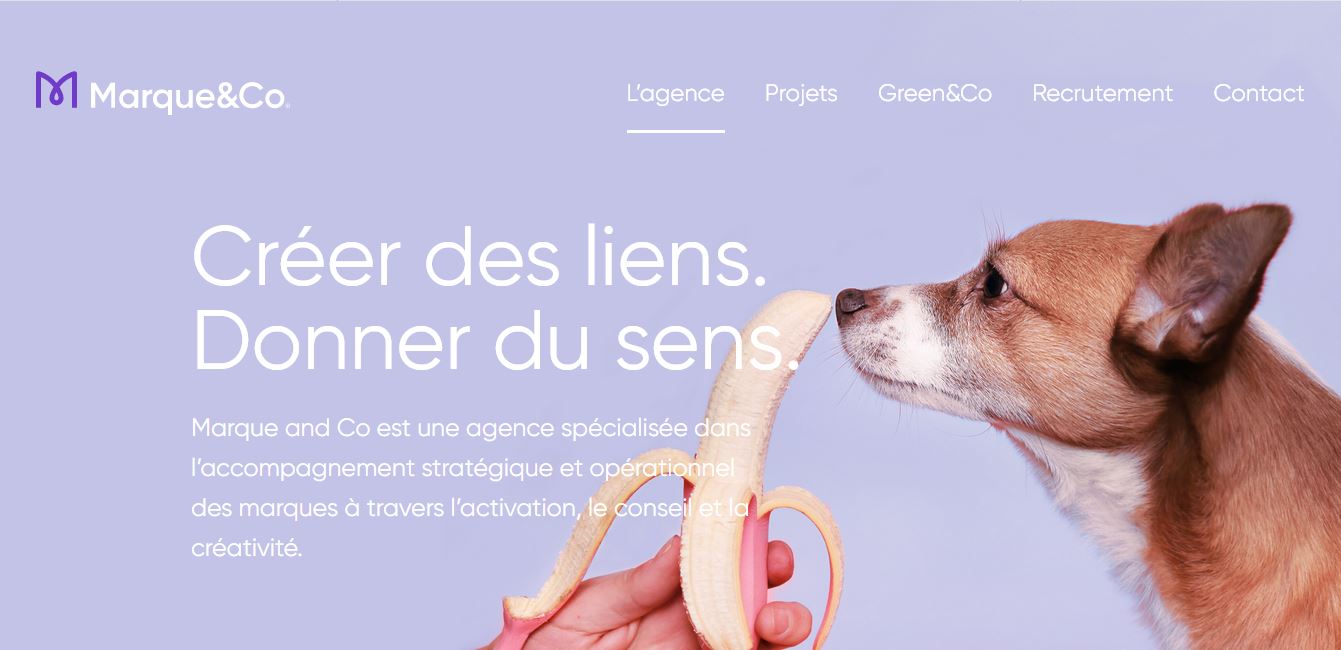 Marque&Co
L'agence Projets Green&Co Recrutement Contact
Créer des liens.
Donner du sens.
Marque and Co est une agence spécialisée dans
l'accompagnement stratégique et opérationnel
des marques à travers l'activation, le conseil et la
créativité.